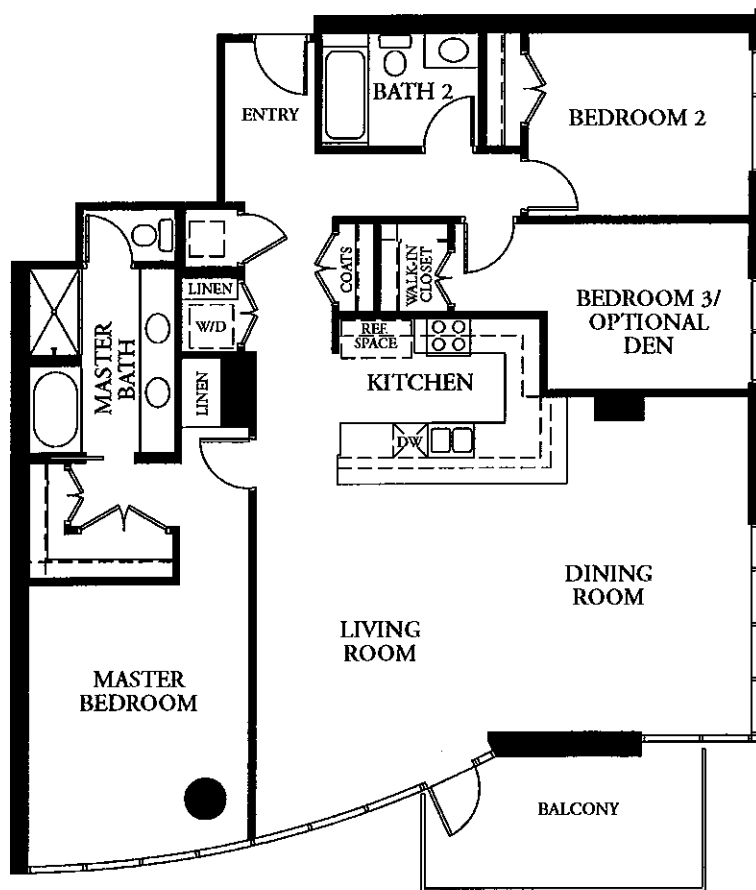 BATH 2
ENTRY
BEDROOM 2
COATS
WALK-IN
CLOSET
LINEN
W/D
BEDROOM 3/
OPTIONAL
DEN
REF.
SPACE
MASTER
BATH
LINEN
KITCHEN
DW
DINING
ROOM
LIVING
ROOM
MASTER
BEDROOM
BALCONY